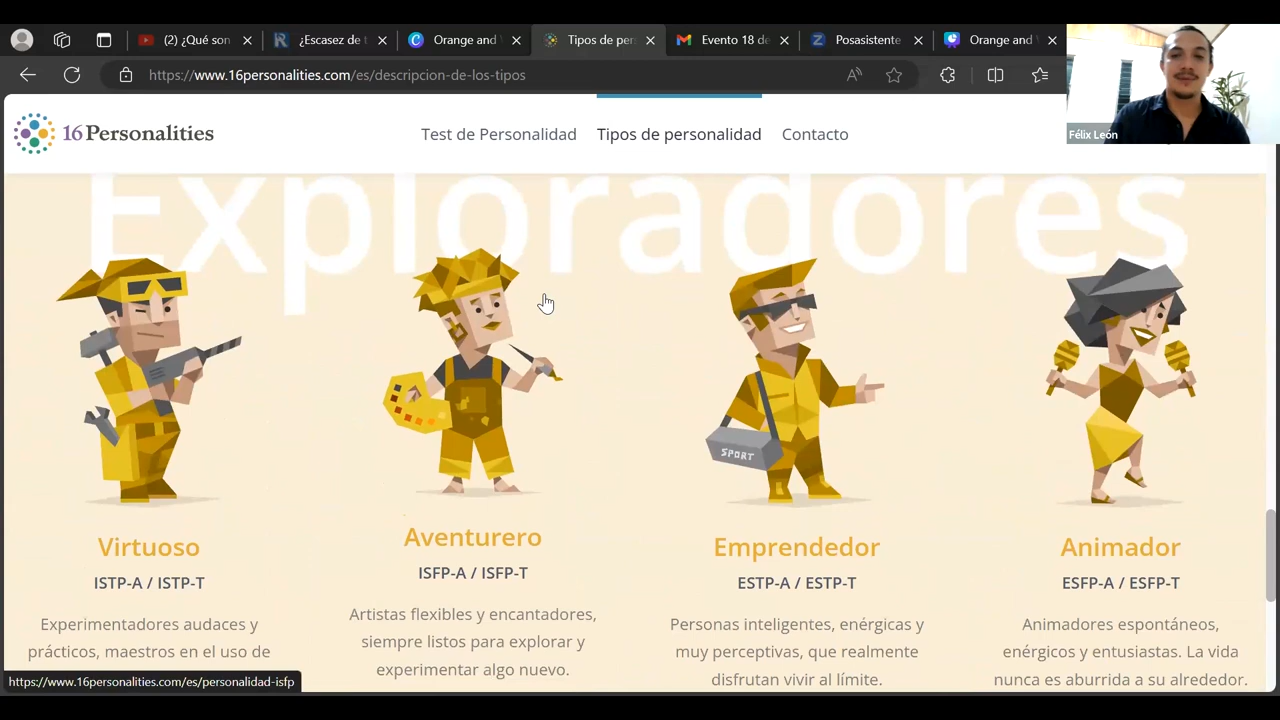 (2) ¿Qué son
¿Escasez de t
Orange and
Tipos de per
Evento 18 de
Posasistente
Orange and
https://www.16personalities.com/es/descripcion-de-los-tipos
Félix León
16Personalities
Test de Personalidad
Tipos de personalidad
Contacto
Exploradores
SPORT
Virtuoso
ISTP-A / ISTP-T
Experimentadores audaces y
prácticos, maestros en el uso de
Aventurero
ISFP-A / ISFP-T
Artistas flexibles y encantadores,
siempre listos para explorar y
experimentar algo nuevo.
Emprendedor
ESTP-A / ESTP-T
Personas inteligentes, enérgicas y
muy perceptivas, que realmente
disfrutan vivir al límite.
Animador
ESFP-A / ESFP-T
Animadores espontáneos,
enérgicos y entusiastas. La vida
nunca es aburrida a su alrededor.
https://www.16personalities.com/es/personalidad-isfp